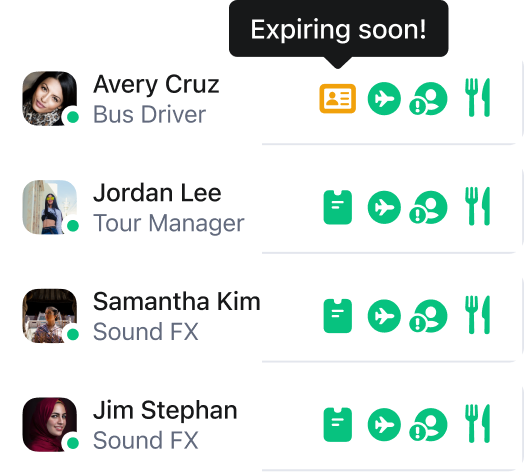 Expiring soon!
Avery Cruz
Bus Driver
Jordan Lee
Tour Manager
Samantha Kim
Sound FX
Jim Stephan
Sound FX